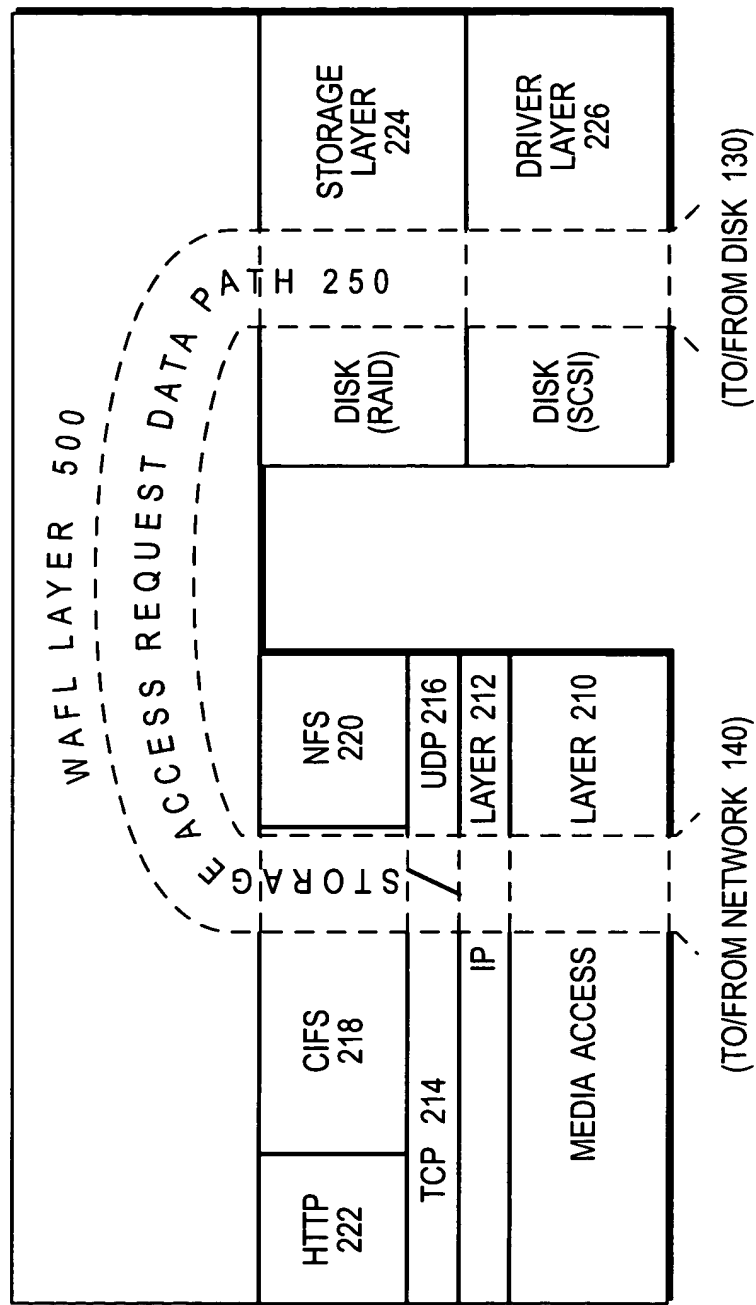 WAFL LAYER 500
STORAGE ACCESS REQUEST DATA PATH 250
HTTP
222
CIFS
218
NFS
220
TCP 214
UDP 216
IP
LAYER 212
MEDIA ACCESS
LAYER 210
(TO/FROM NETWORK 140)
DISK
(RAID)
STORAGE
LAYER
224
DISK
(SCSI)
DRIVER
LAYER
226
(TO/FROM DISK 130)